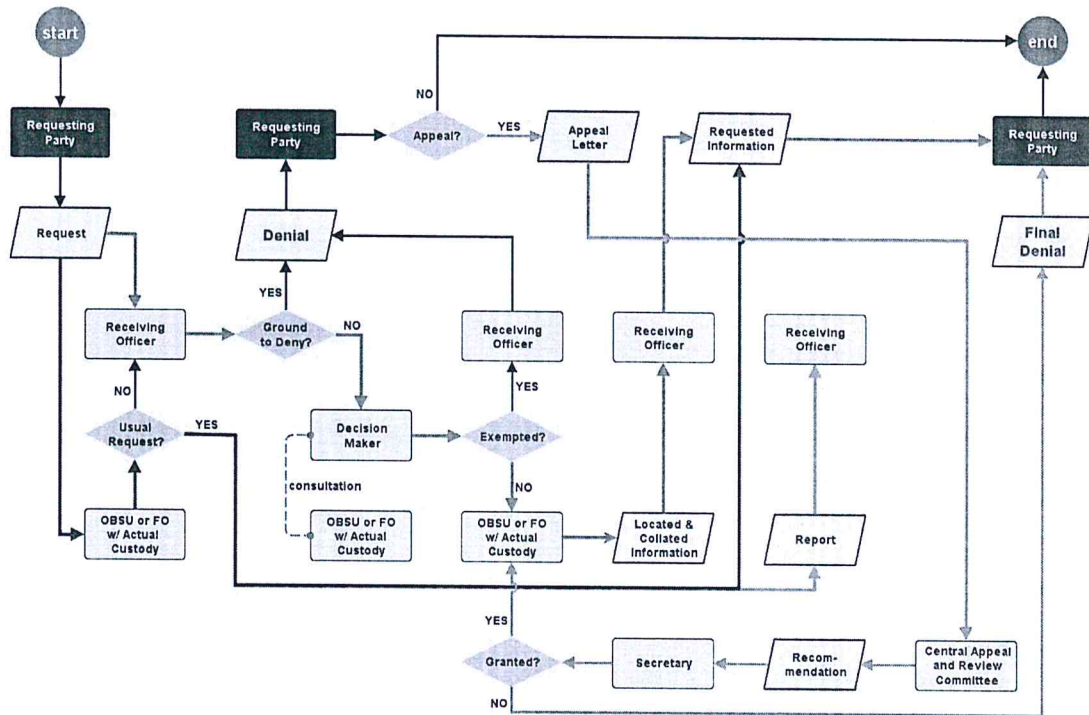 start
end
NO
Requesting
Party
Requesting
Party
Appeal?
YES
Appeal
Letter
Requested
Information
Requesting
Party
Request
Denial
Final
Denial
YES
Receiving
Officer
Ground
to Deny?
NO
Receiving
Officer
Receiving
Officer
Receiving
Officer
NO
YES
Usual
Request?
YES
Decision
Maker
Exempted?
consultation
NO
OBSU or FO
w/ Actual
Custody
OBSU or FO
w/ Actual
Custody
OBSU or FO
w/ Actual
Custody
Located &
Collated
Information
Report
YES
Granted?
Secretary
Recom-
mendation
Central Appeal
and Review
Committee
NO